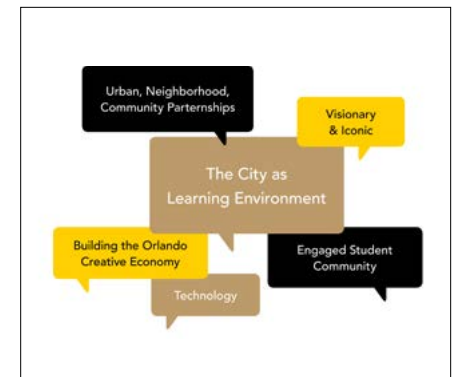 Urban, Neighborhood,
Community Parternships
Visionary
& Iconic
The City as
Learning Environment
Building the Orlando
Creative Economy
Engaged Student
Community
Technology